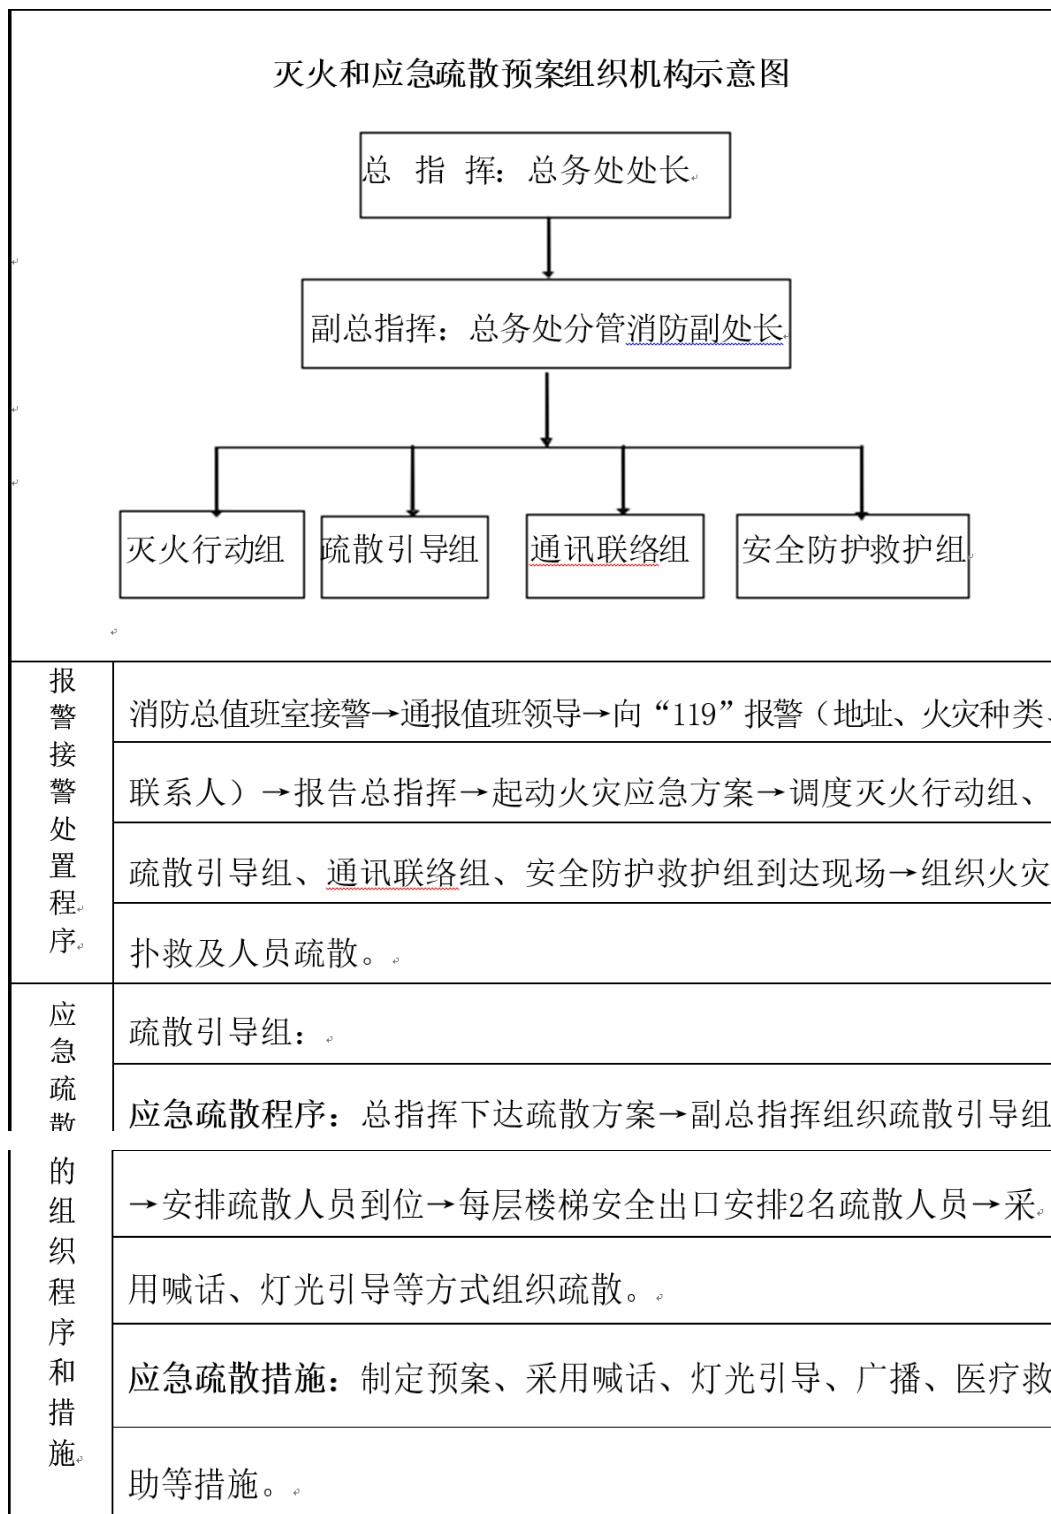 灭火和应急疏散预案组织机构示意图
总 指 挥：总务处处长
副总指挥：总务处分管消防副处长
灭火行动组
疏散引导组
通讯联络组
安全防护救护组
报警接警处置程序
消防总值班室接警→通报值班领导→向“119”报警（地址、火灾种类、
联系人）→报告总指挥→起动火灾应急方案→调度灭火行动组、
疏散引导组、通讯联络组、安全防护救护组到达现场→组织火灾
扑救及人员疏散。
应急疏散的组织程序和措施
疏散引导组：
应急疏散程序：总指挥下达疏散方案→副总指挥组织疏散引导组
→安排疏散人员到位→每层楼梯安全出口安排2名疏散人员→采
用喊话、灯光引导等方式组织疏散。
应急疏散措施：制定预案、采用喊话、灯光引导、广播、医疗救
助等措施。